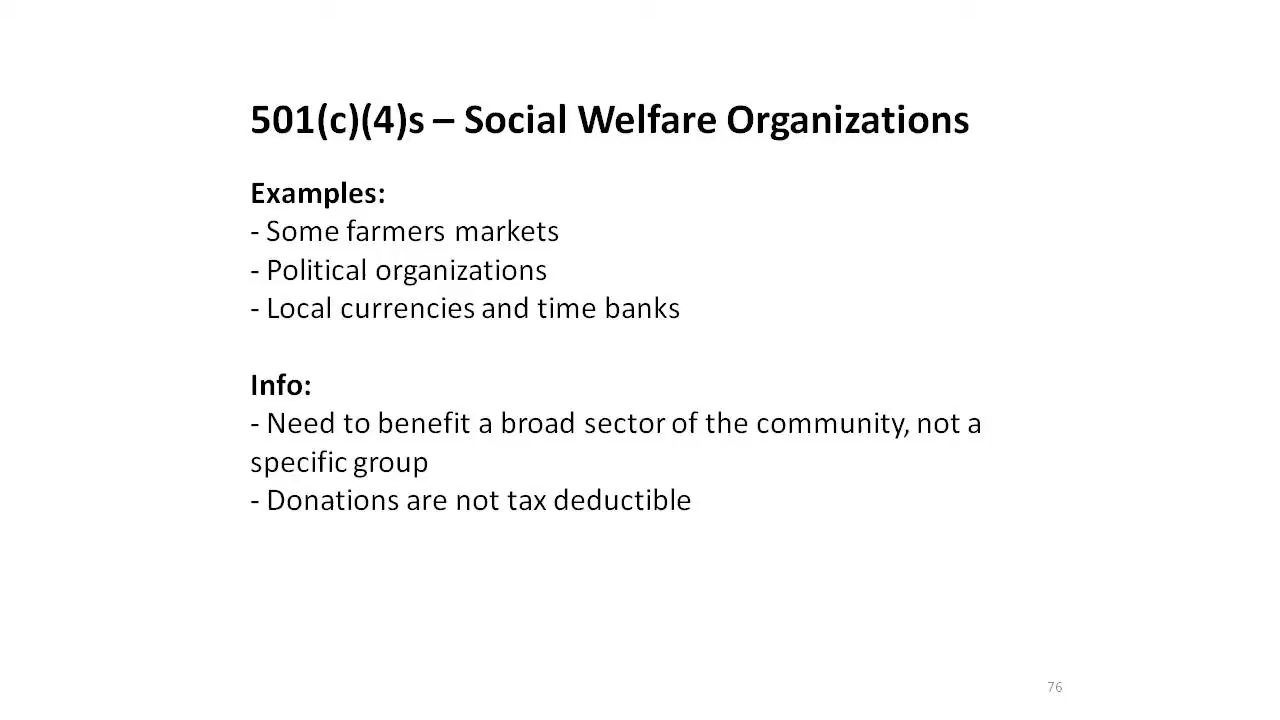 501(c)(4)s – Social Welfare Organizations
Examples:
- Some farmers markets
- Political organizations
- Local currencies and time banks
Info:
- Need to benefit a broad sector of the community, not a
specific group
- Donations are not tax deductible
76